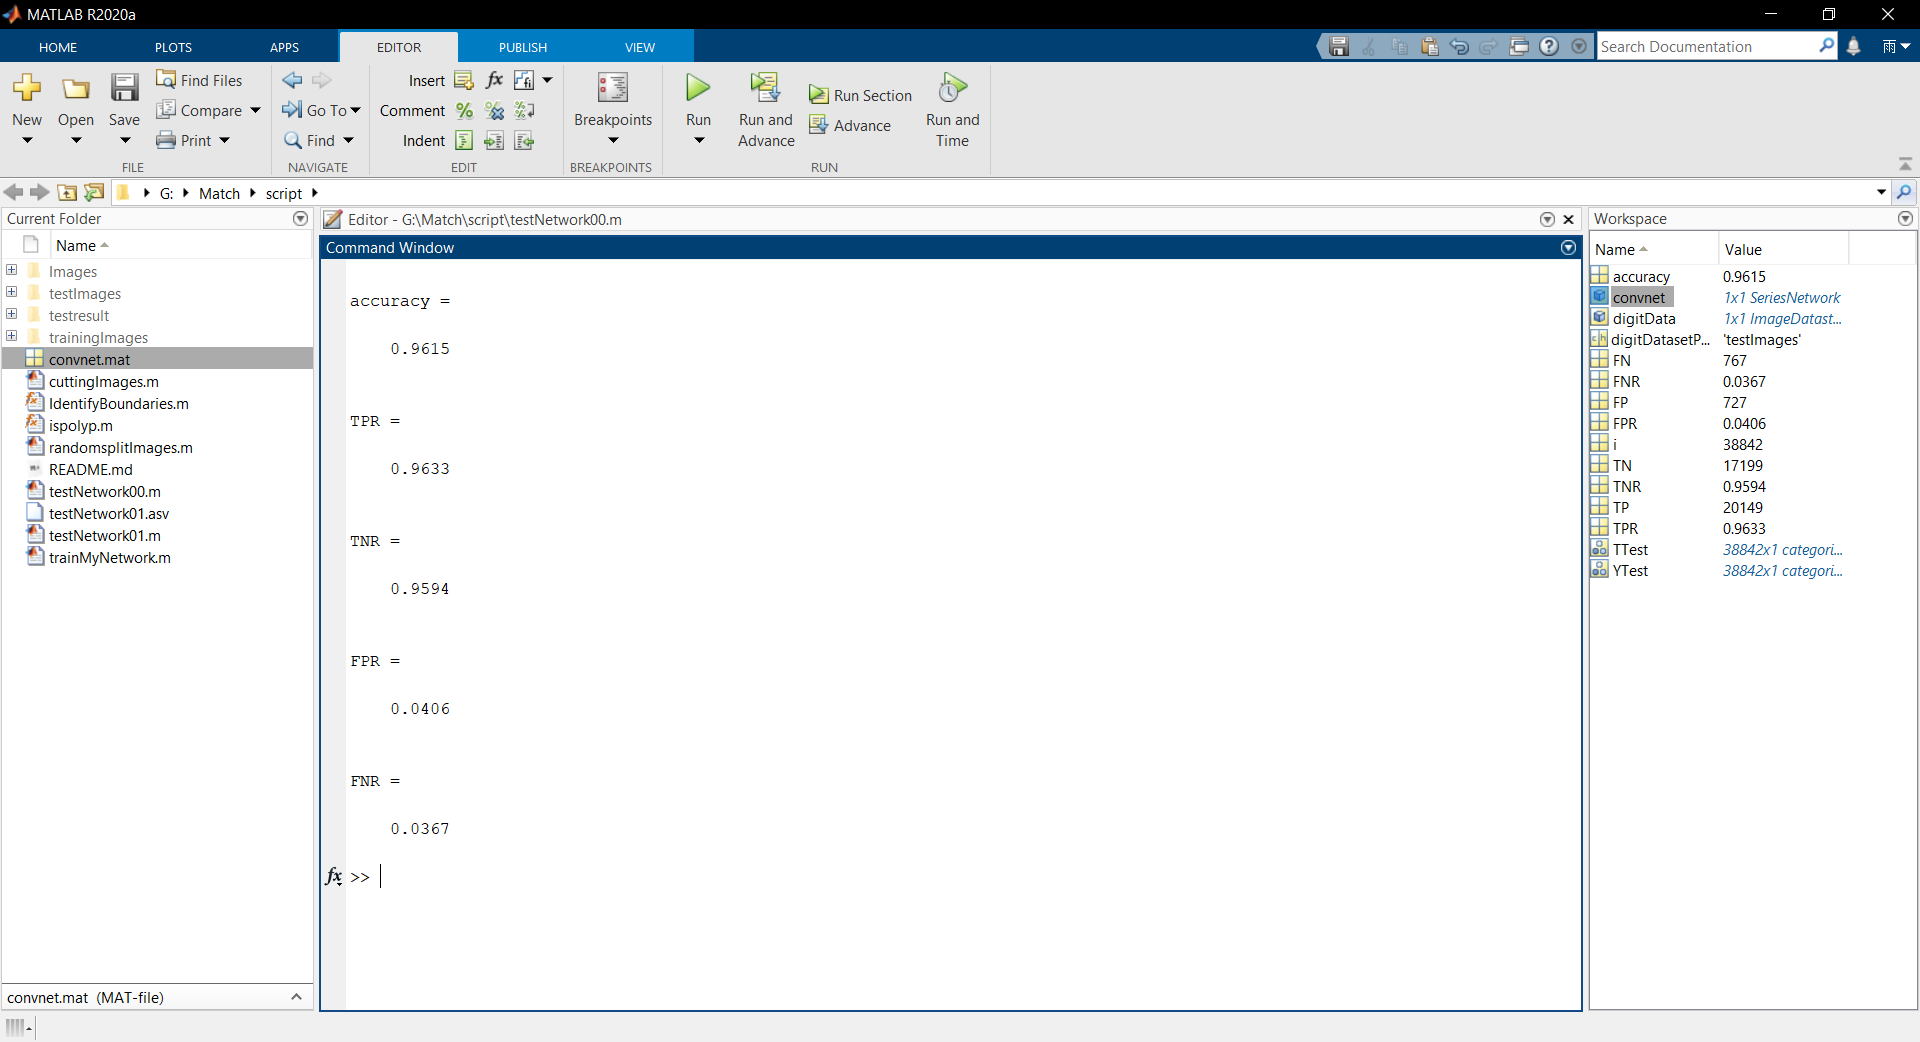 MATLAB R2020a
HOME PLOTS APPS EDITOR PUBLISH VIEW
Search Documentation
雨
New
Open
Save
Find Files
Compare
Print
FILE
Go To
Find
NAVIGATE
Insert
Comment
Indent
EDIT
Breakpoints
BREAKPOINTS
Run
Run and
Advance
Run Section
Advance
Run and
Time
RUN
G: Match script
Current Folder
Name
Images
testImages
testresult
trainingImages
convnet.mat
cuttingImages.m
IdentifyBoundaries.m
ispolyp.m
randomsplitImages.m
README.md
testNetwork00.m
testNetwork01.asv
testNetwork01.m
trainMyNetwork.m
convnet.mat (MAT-file)
Editor - G:\Match\script\testNetwork00.m
Command Window
accuracy =
0.9615
TPR =
0.9633
TNR =
0.9594
FPR =
0.0406
FNR =
0.0367
fx >>
Workspace
Name Value
accuracy 0.9615
convnet 1x1 SeriesNetwork
digitData 1x1 ImageDatast...
digitDatasetP... 'testImages'
FN 767
FNR 0.0367
FP 727
FPR 0.0406
i 38842
TN 17199
TNR 0.9594
TP 20149
TPR 0.9633
TTest 38842x1 categori...
YTest 38842x1 categori...